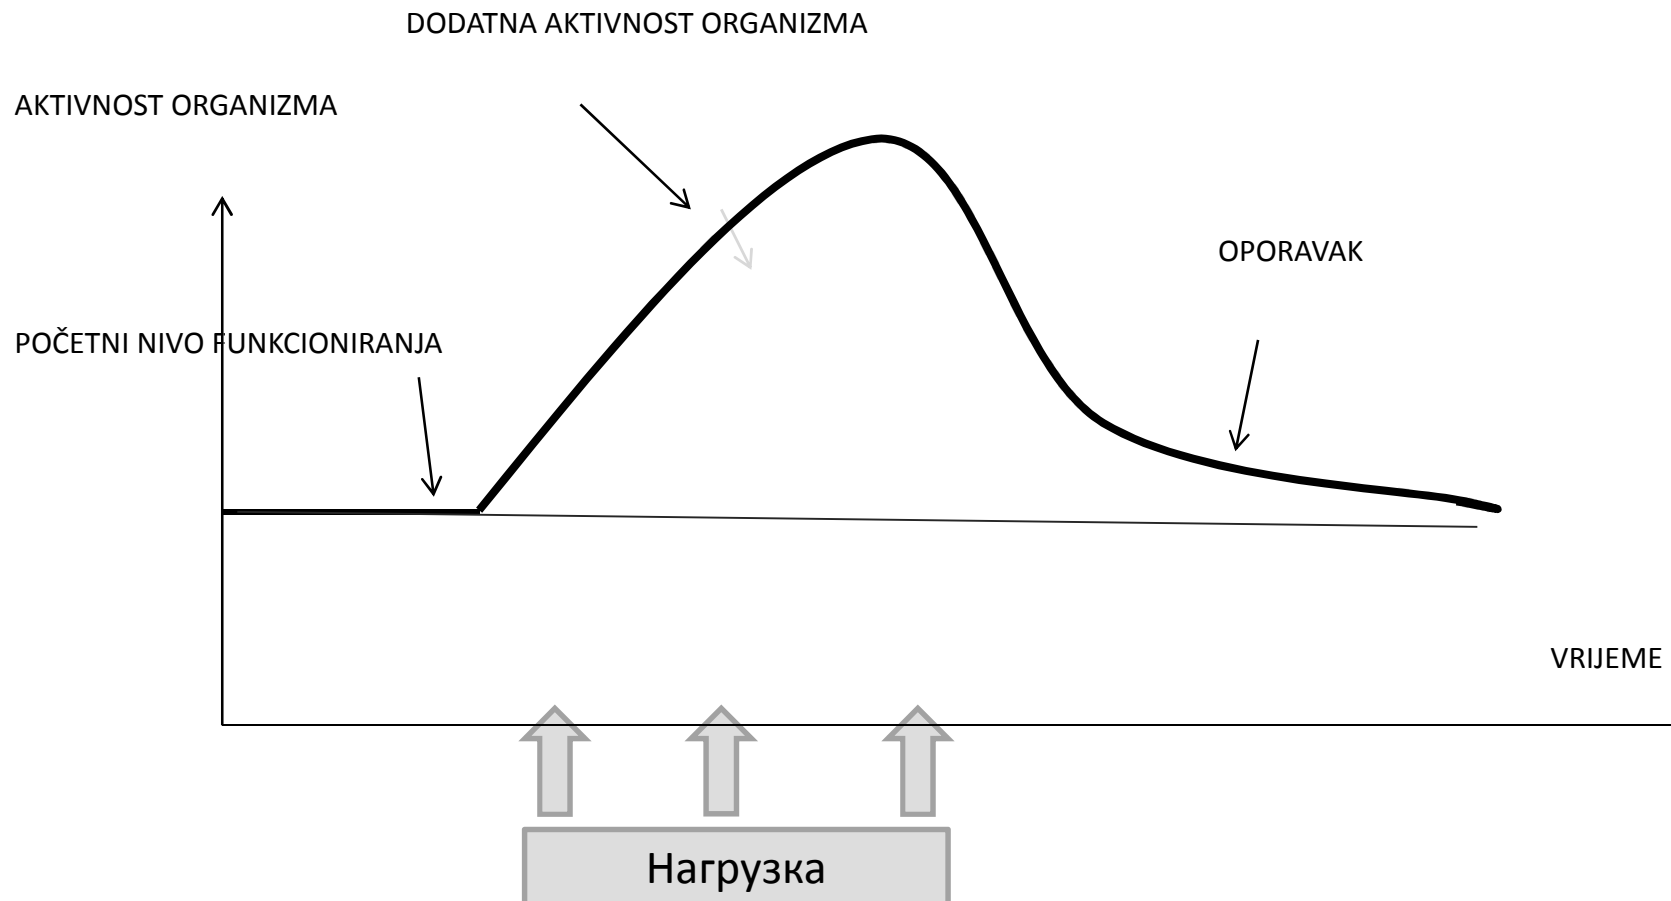 DODATNA AKTIVNOST ORGANIZMA
AKTIVNOST ORGANIZMA
OPORAVAK
POČETNI NIVO FUNKCIONIRANJA
VRIJEME
Нагрузка